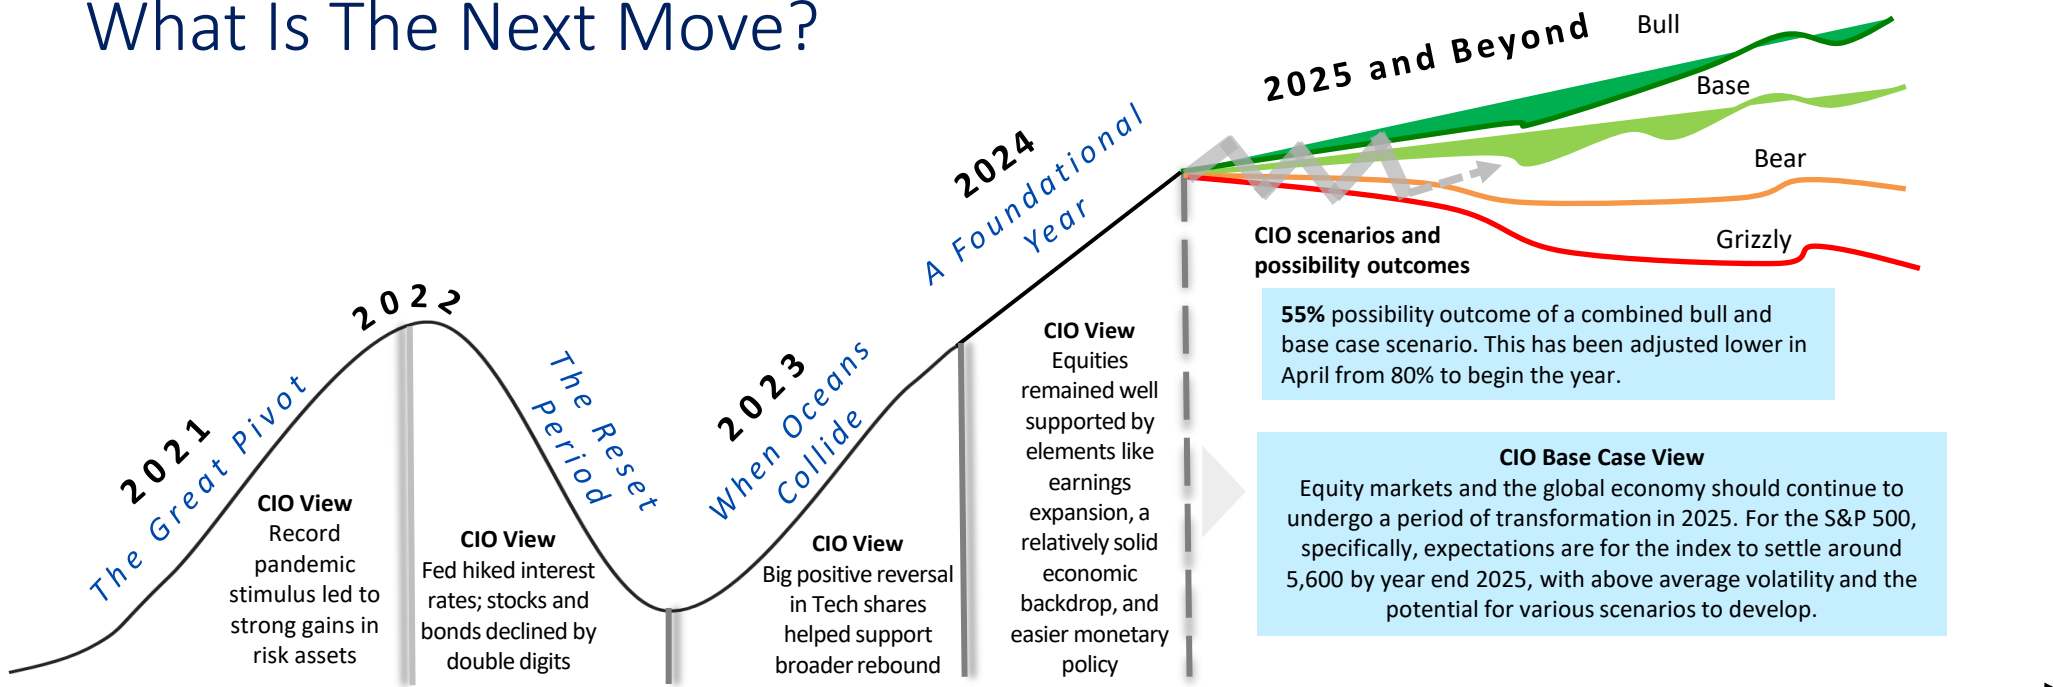 What Is The Next Move?
2021
The Great Pivot
CIO View
Record
pandemic
stimulus led to
strong gains in
risk assets
2022
The Reset
Period
CIO View
Fed hiked interest
rates; stocks and
bonds declined by
double digits
2023
When Oceans
Collide
CIO View
Big positive reversal
in Tech shares
helped support
broader rebound
2024
A Foundational
Year
CIO View
Equities
remained well
supported by
elements like
earnings
expansion, a
relatively solid
economic
backdrop, and
easier monetary
policy
2025 and Beyond
Bull
Base
Bear
Grizzly
CIO scenarios and
possibility outcomes
55% possibility outcome of a combined bull and
base case scenario. This has been adjusted lower in
April from 80% to begin the year.
CIO Base Case View
Equity markets and the global economy should continue to
undergo a period of transformation in 2025. For the S&P 500,
specifically, expectations are for the index to settle around
5,600 by year end 2025, with above average volatility and the
potential for various scenarios to develop.